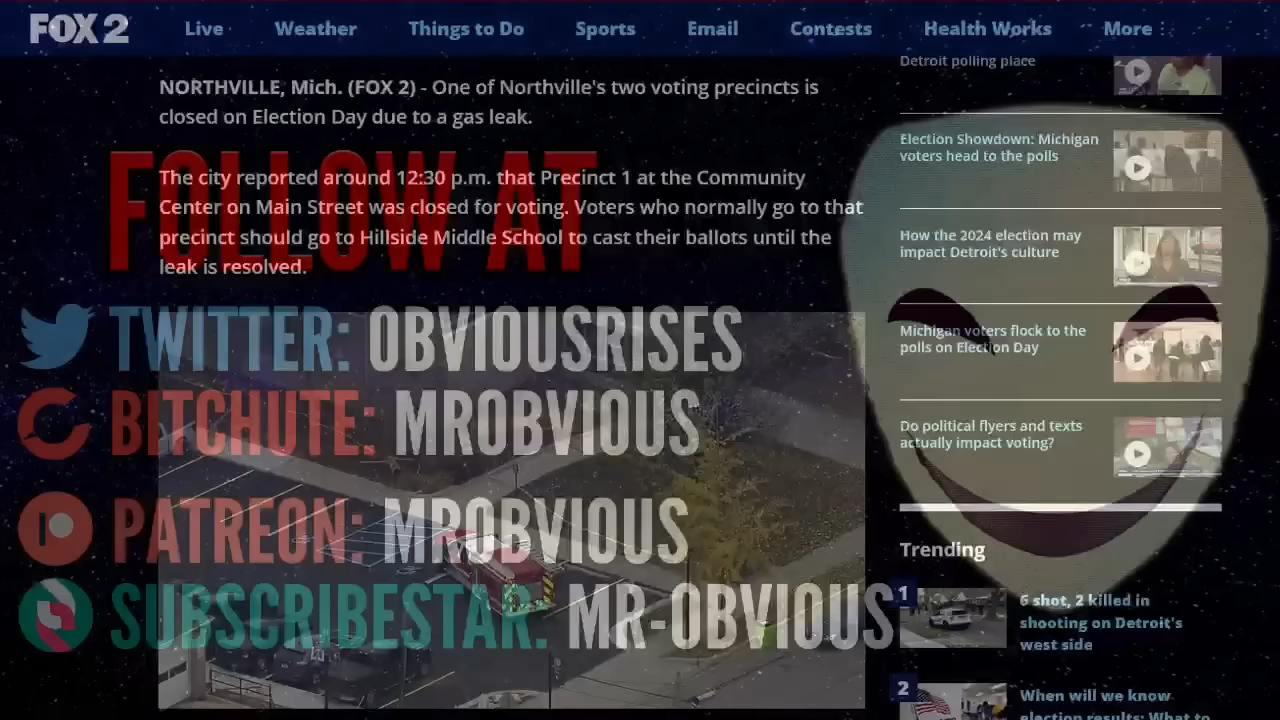 FOX 2
Live
Weather
Things to Do
Sports
Email
Contests
Health Works
More
NORTHVILLE, Mich. (FOX 2) - One of Northville's two voting precincts is
closed on Election Day due to a gas leak.
FOLLOW AT
The city reported around 12:30 p.m. that Precinct 1 at the Community
Center on Main Street was closed for voting. Voters who normally go to that
precinct should go to Hillside Middle School to cast their ballots until the
leak is resolved.
TWITTER: OBVIOUSRISES
BITCHUTE: MROBVIOUS
PATREON: MROBVIOUS
SUBSCRIBESTAR: MR-OBVIOUS
Detroit polling place
Election Showdown: Michigan
voters head to the polls
How the 2024 election may
impact Detroit's culture
Michigan voters flock to the
polls on Election Day
Do political flyers and texts
actually impact voting?
Trending
1
6 shot, 2 killed in
shooting on Detroit's
west side
2
When will we know
election results: What to